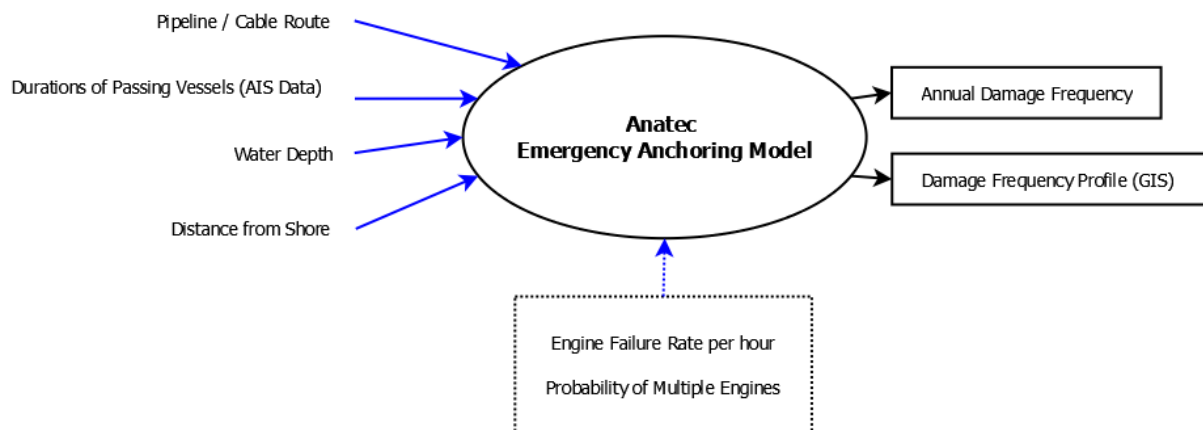 Pipeline / Cable Route
Durations of Passing Vessels (AIS Data)
Water Depth
Distance from Shore
Anatec
Emergency Anchoring Model
Annual Damage Frequency
Damage Frequency Profile (GIS)
Engine Failure Rate per hour
Probability of Multiple Engines